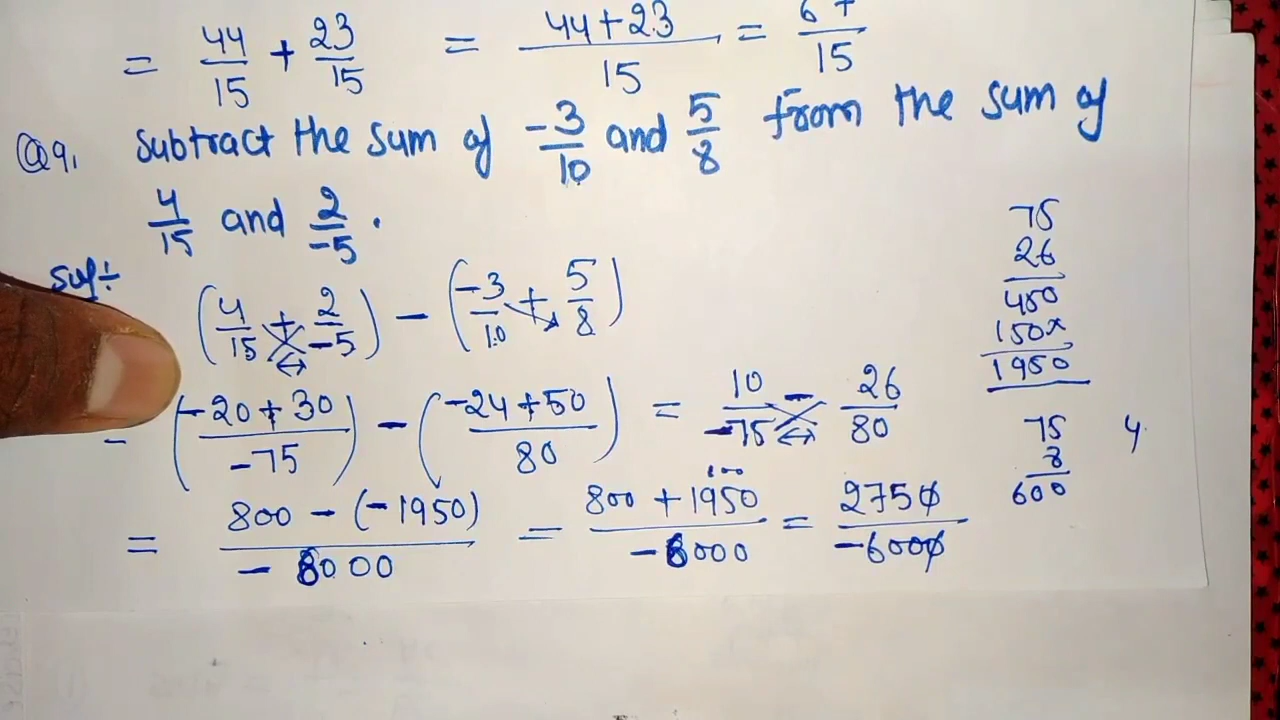 = 44/15 + 23/15 = 44+23/15 = 67/15
Q9. Subtract the sum of -3/10 and 5/8 from the sum of
4/15 and 2/-5.
Sol:-
(4/15 + 2/-5) - (-3/10 + 5/8)
= (-20+30/-75) - (-24+50/80) = 10/-75 - 26/80
= 800-(-1950)/-6000 = 800+1950/-6000 = 2750/-6000
100
75
26
450
150x
1950
75
8
600
4